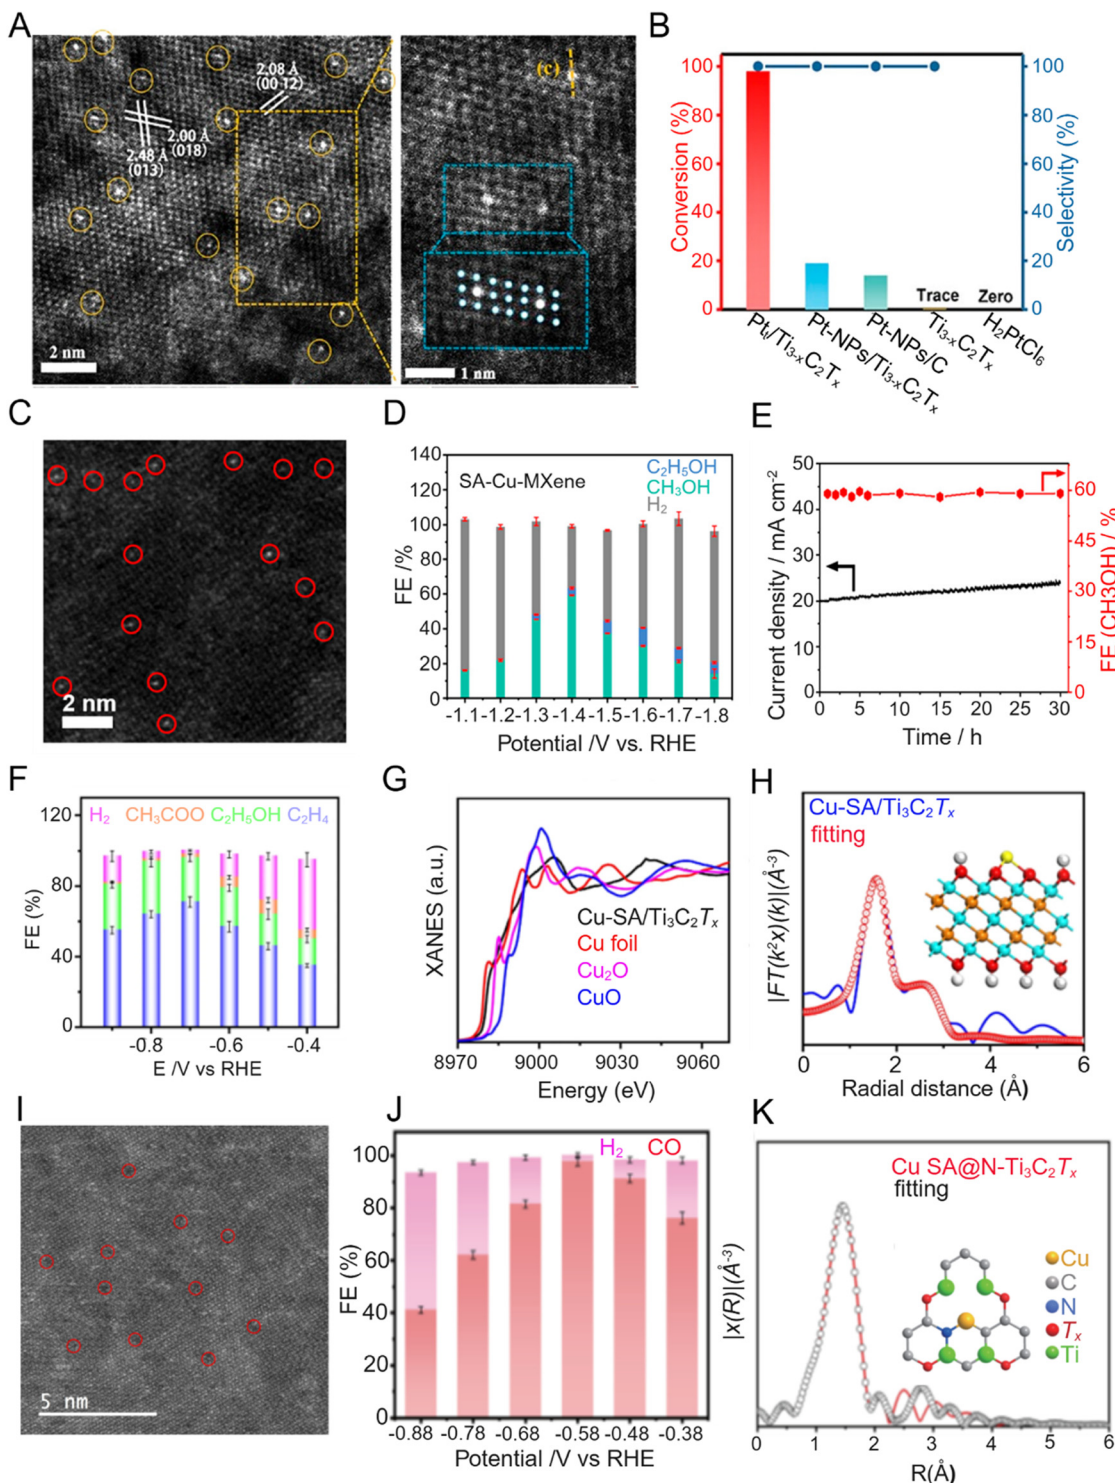 A
2.08 Å
(00 12)
2.00 Å
(018)
2.48 Å
(013)
2 nm
(c)
1 nm
B
Conversion (%)
100
80
60
40
20
0
Trace
Zero
100
80
60
40
20
0
Selectivity (%)
Pt₁/Ti₃₋ₓC₂Tₓ
Pt-NPs/Ti₃₋ₓC₂Tₓ
Pt-NPs/C
Ti₃₋ₓC₂Tₓ
H₂PtCl₆
C
2 nm
D
FE /%
140
120
100
80
60
40
20
0
SA-Cu-MXene
C₂H₅OH
CH₃OH
H₂
-1.1 -1.2 -1.3 -1.4 -1.5 -1.6 -1.7 -1.8
Potential /V vs. RHE
E
Current density / mA cm⁻²
50
40
30
20
10
0
60
45
30
15
0
FE (CH3OH) / %
0 5 10 15 20 25 30
Time / h
F
FE (%)
120
80
40
0
H₂ CH₃COO C₂H₅OH C₂H₄
-0.8 -0.6 -0.4
E /V vs RHE
G
XANES (a.u.)
Cu-SA/Ti₃C₂Tₓ
Cu foil
Cu₂O
CuO
8970 9000 9030 9060
Energy (eV)
H
|FT(k²x)(k)|(Å⁻³)
Cu-SA/Ti₃C₂Tₓ
fitting
0 2 4 6
Radial distance (Å)
I
5 nm
J
FE (%)
100
80
60
40
20
0
H₂ CO
-0.88 -0.78 -0.68 -0.58 -0.48 -0.38
Potential /V vs RHE
K
|x(R)|(Å⁻³)
Cu SA@N-Ti₃C₂Tₓ
fitting
Cu
C
N
Tₓ
Ti
0 1 2 3 4 5 6
R(Å)